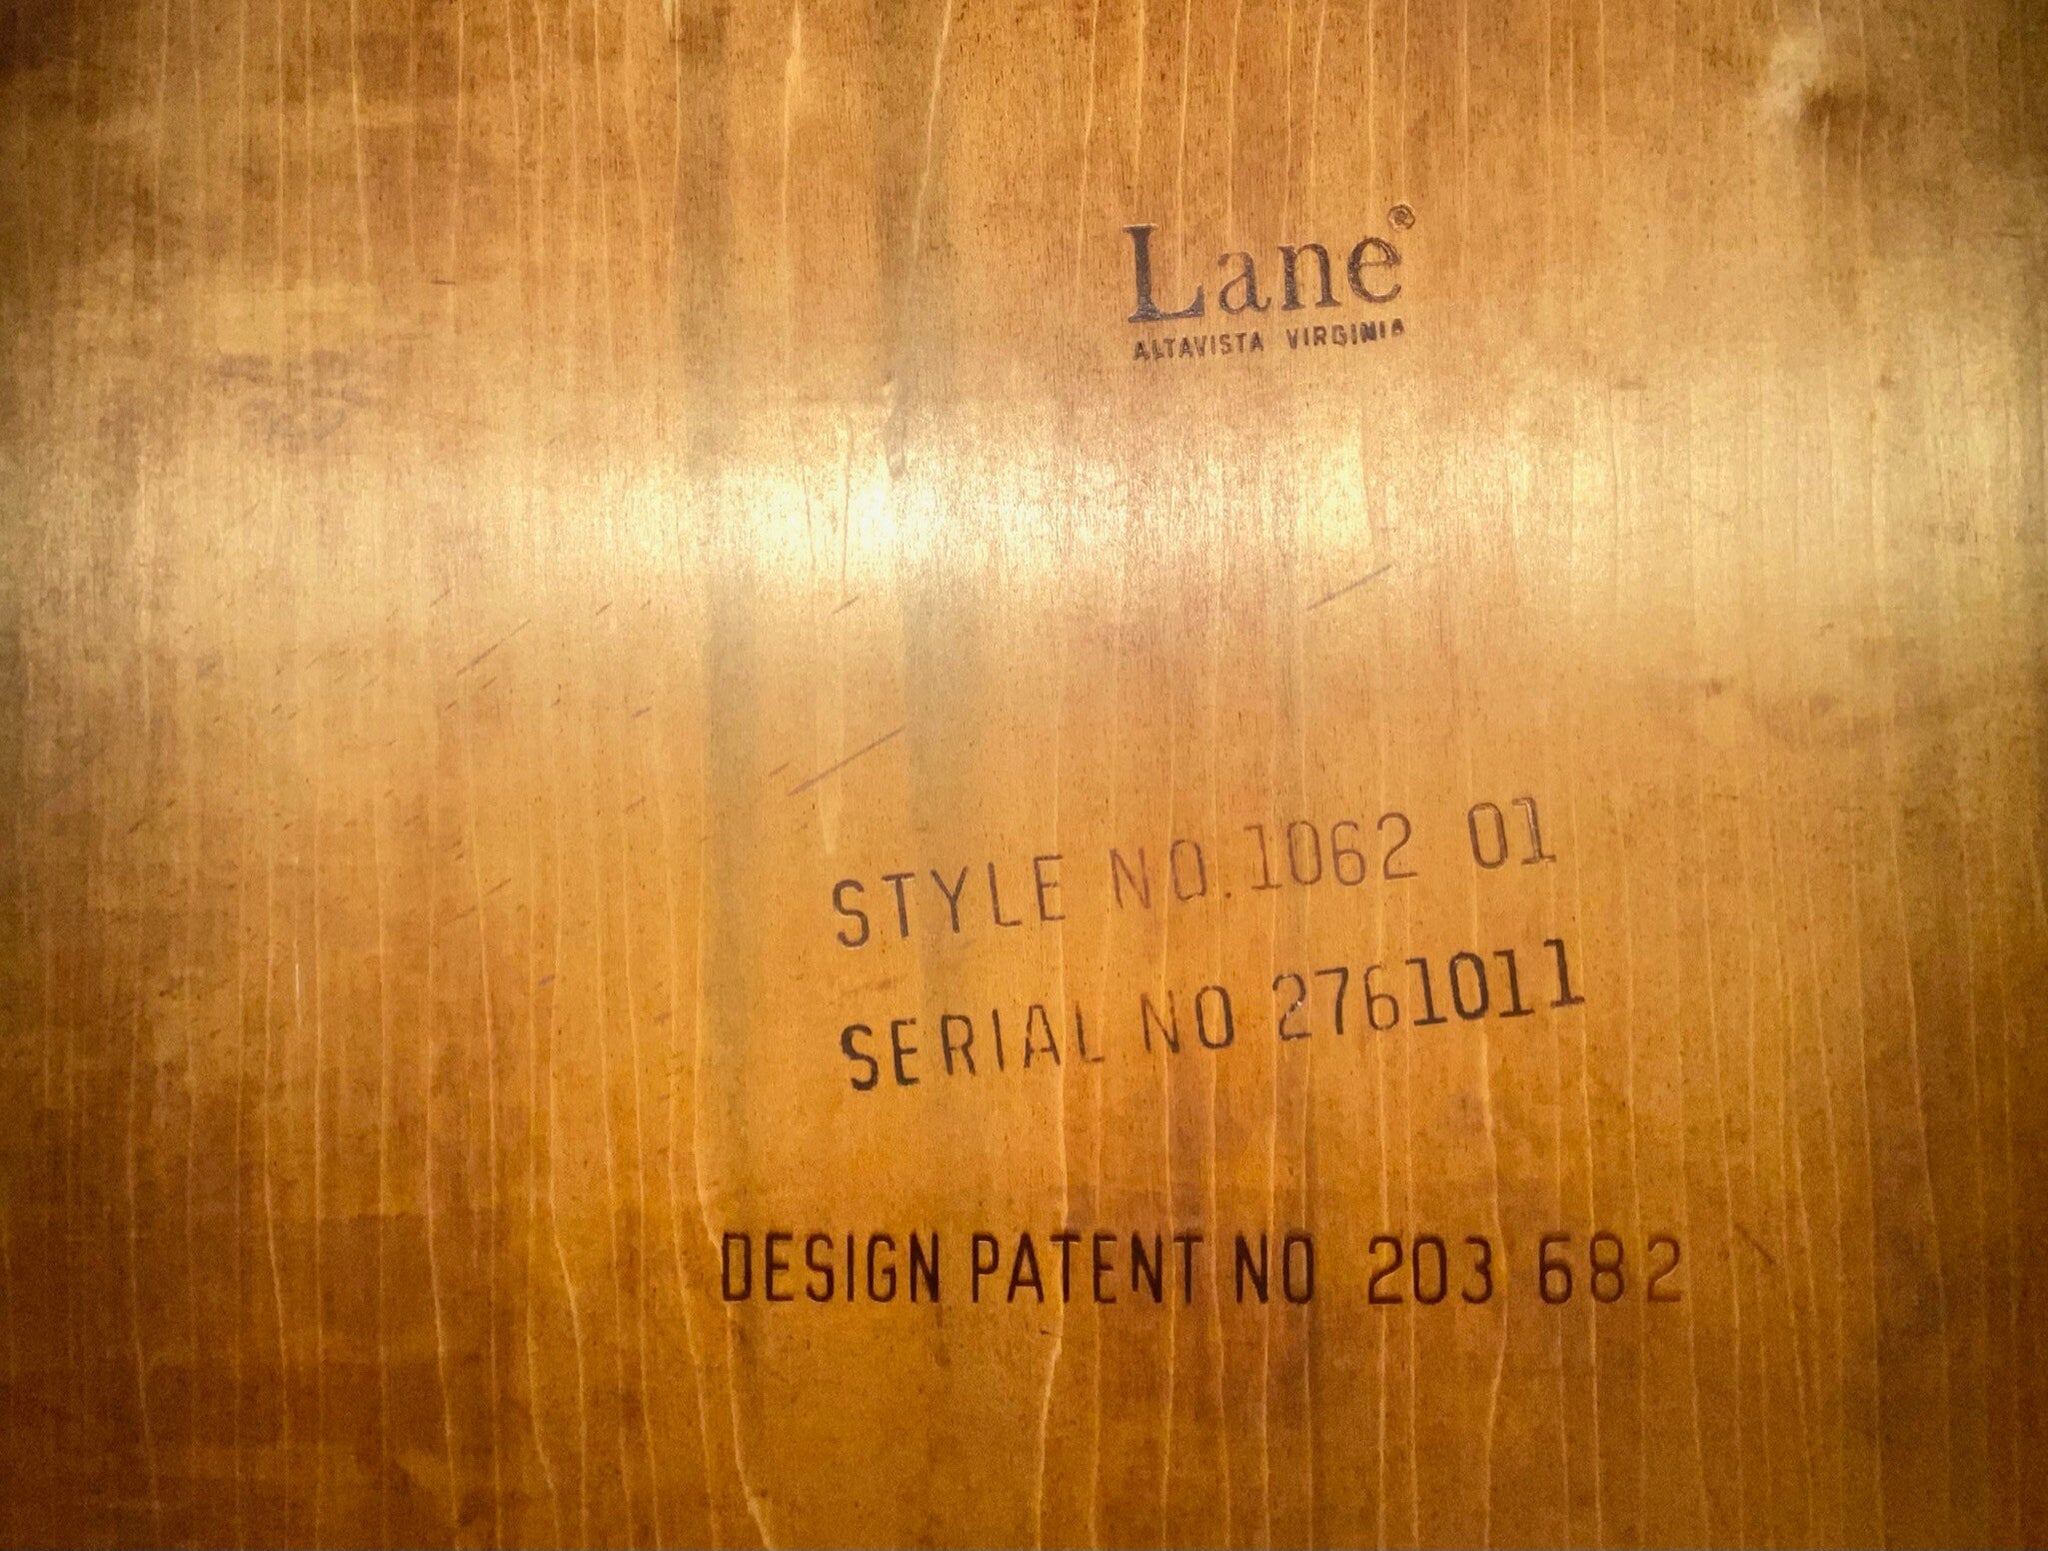 Lane®
ALTAVISTA VIRGINIA
STYLE NO. 1062 01
SERIAL NO 2761011
DESIGN PATENT NO 203 682